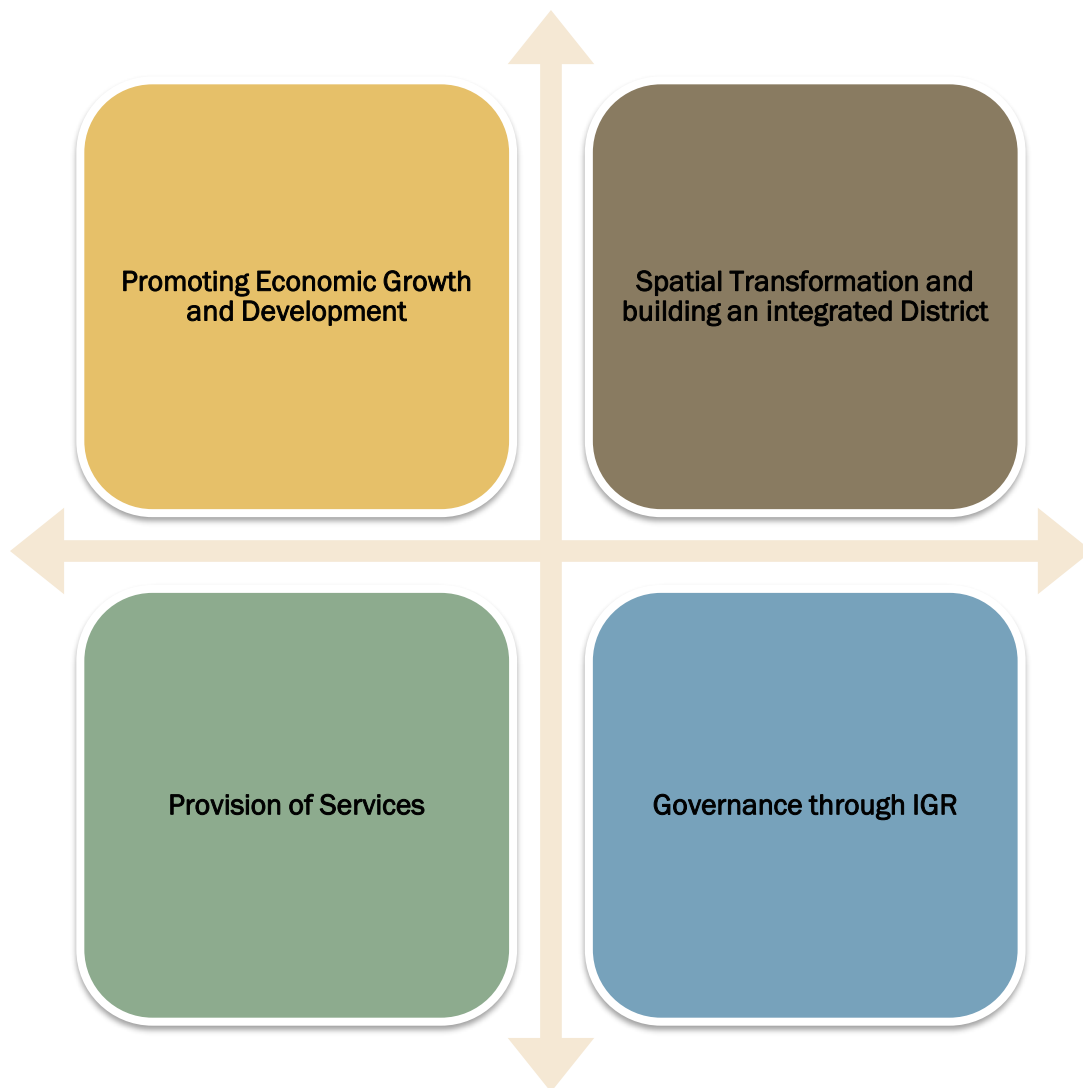 Promoting Economic Growth
and Development
Spatial Transformation and
building an integrated District
Provision of Services
Governance through IGR